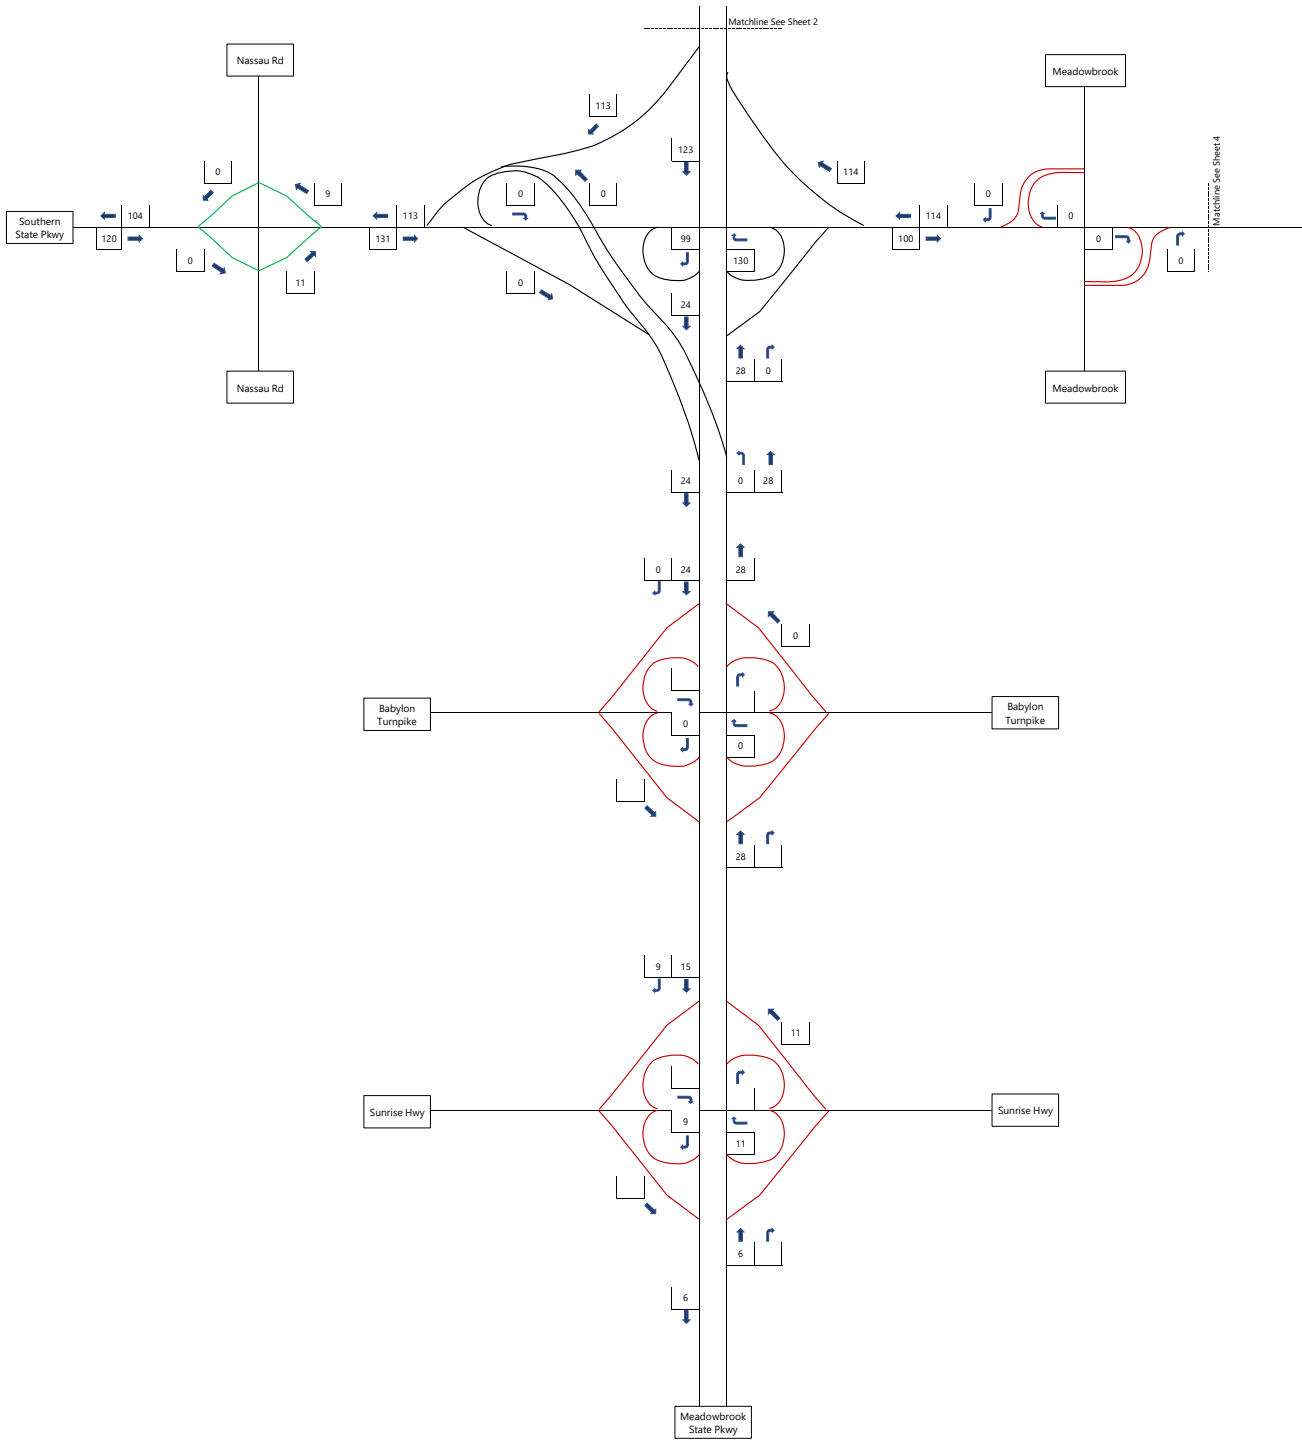 Matchline See Sheet 2
Nassau Rd
Meadowbrook
113
123
114
Matchline See Sheet 4
0
9
0
0
0
0
Southern
State Pkwy
104
113
114
120
131
99
100
0
0
130
0
11
0
24
28
0
Nassau Rd
Meadowbrook
24
0
28
0
24
28
0
Babylon
Turnpike
Babylon
Turnpike
0
0
28
9
15
11
Sunrise Hwy
Sunrise Hwy
9
11
6
6
Meadowbrook
State Pkwy